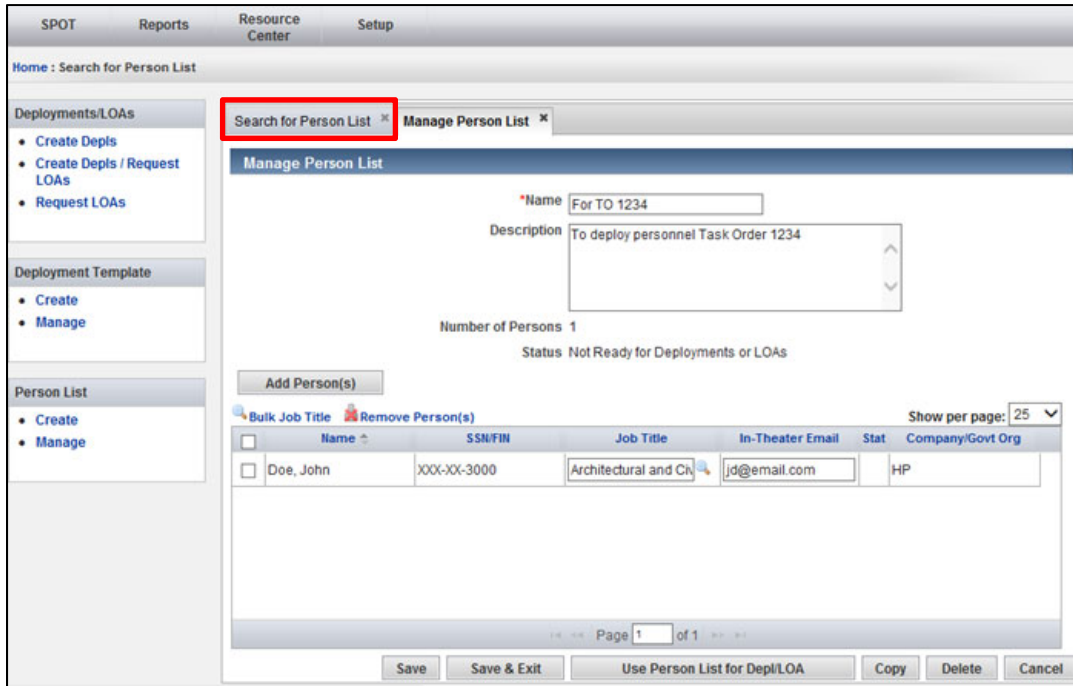 SPOT Reports Resource Center Setup
Home : Search for Person List
Deployments/LOAs
• Create Depls
• Create Depls / Request
LOAs
• Request LOAs
Deployment Template
• Create
• Manage
Person List
• Create
• Manage
Search for Person List × Manage Person List ×
Manage Person List
*Name For TO 1234
Description To deploy personnel Task Order 1234
Number of Persons 1
Status Not Ready for Deployments or LOAs
Add Person(s)
Bulk Job Title Remove Person(s) Show per page: 25
Name SSN/FIN Job Title In-Theater Email Stat Company/Govt Org
Doe, John XXX-XX-3000 Architectural and Civ jd@email.com HP
Page 1 of 1
Save Save & Exit Use Person List for Depl/LOA Copy Delete Cancel